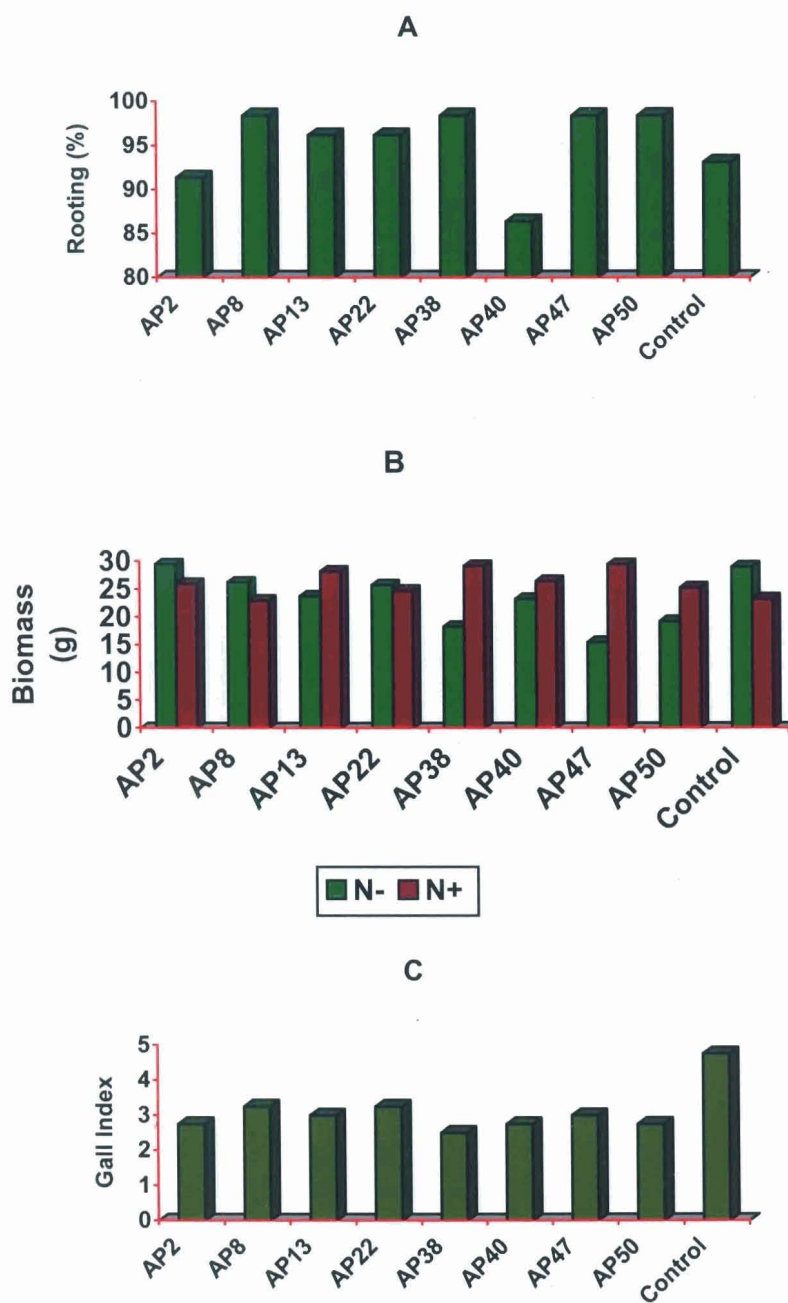 A
Rooting (%)
100
95
90
85
80
AP2 AP8 AP13 AP22 AP38 AP40 AP47 AP50 Control
B
Biomass
(g)
30
25
20
15
10
5
0
AP2 AP8 AP13 AP22 AP38 AP40 AP47 AP50 Control
N- N+
C
Gall Index
5
4
3
2
1
0
AP2 AP8 AP13 AP22 AP38 AP40 AP47 AP50 Control